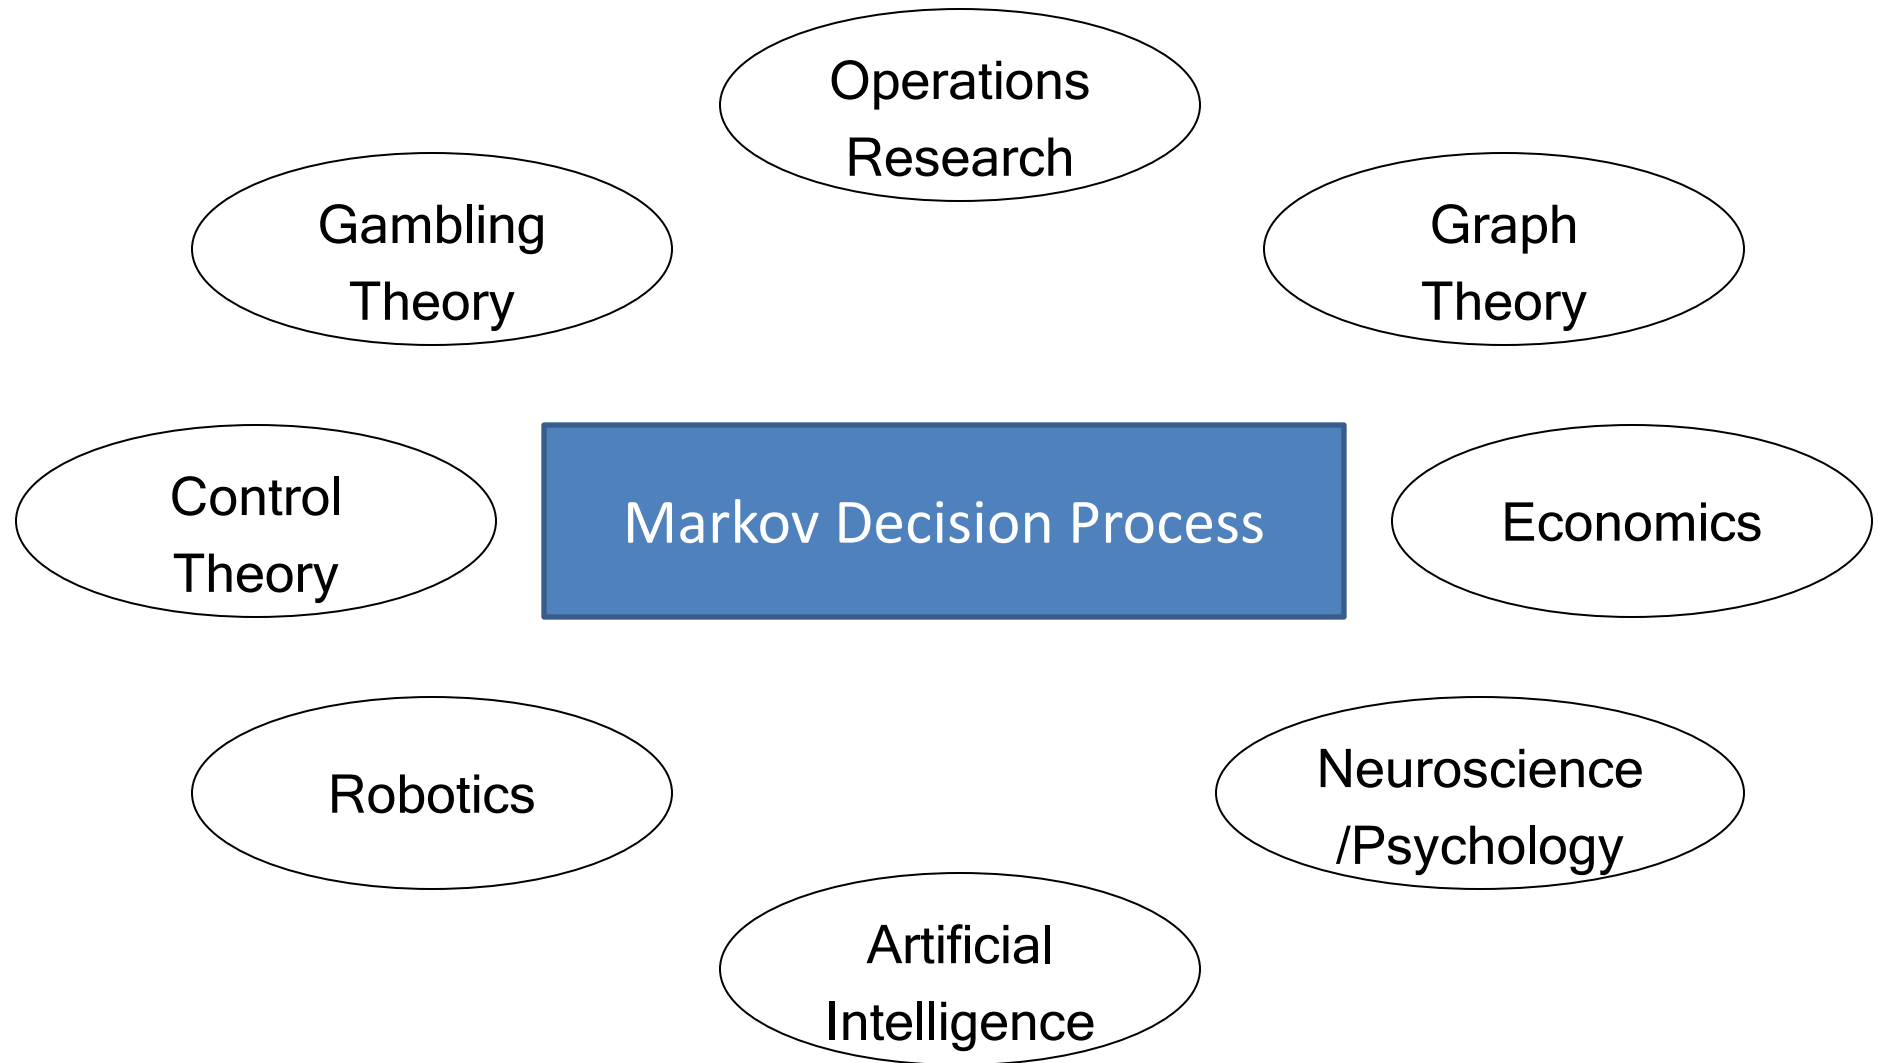 Operations
Research
Gambling
Theory
Graph
Theory
Control
Theory
Markov Decision Process
Economics
Robotics
Neuroscience
/Psychology
Artificial
Intelligence